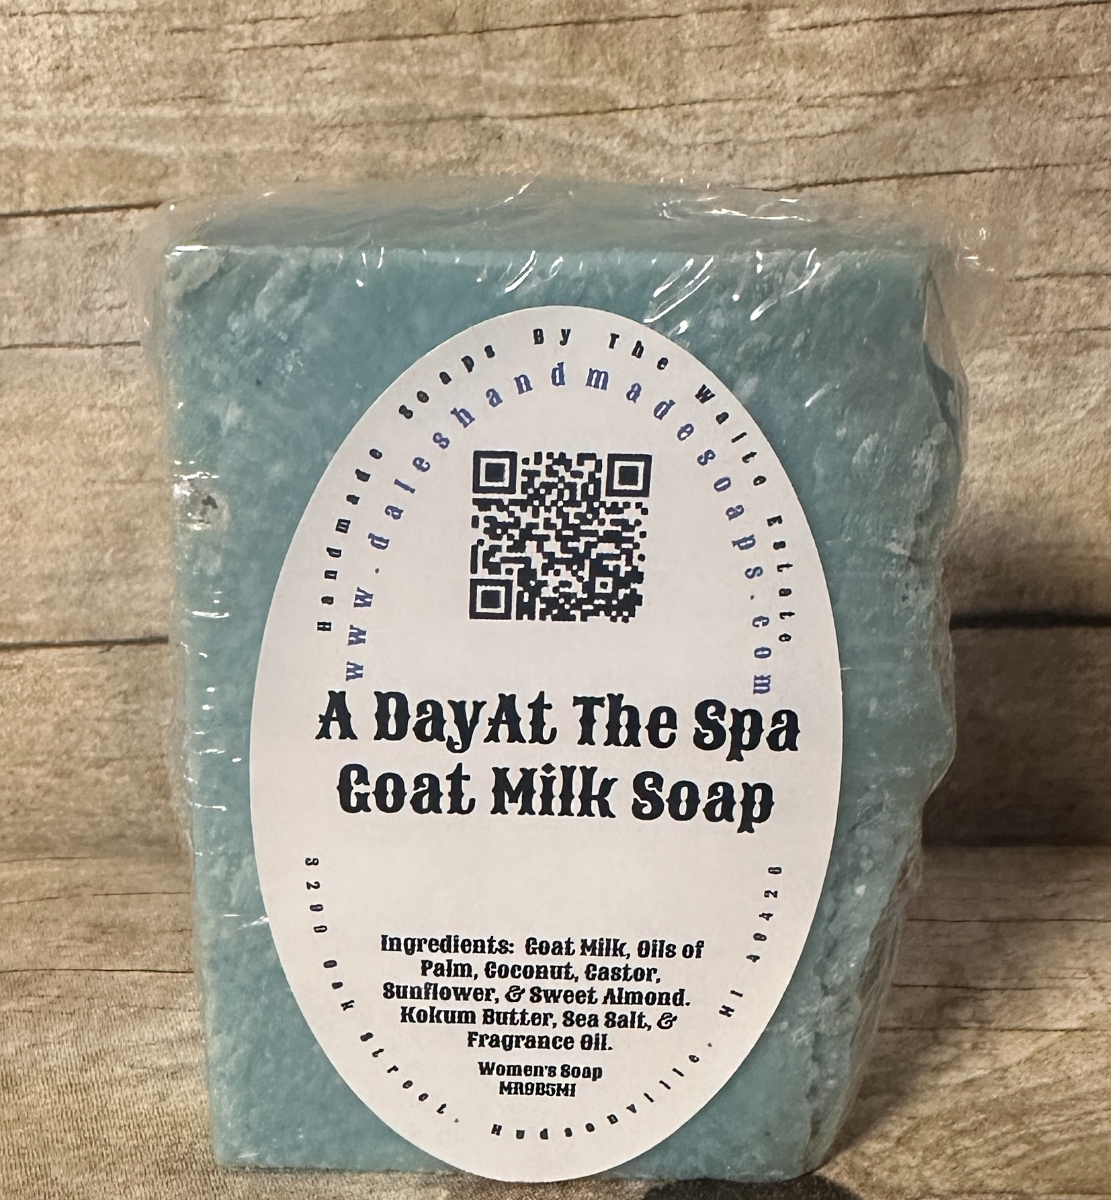 Handmade Soaps By The Waite Estate
www.daleshandmadesoaps.com
A DayAt The Spa
Goat Milk Soap
Ingredients: Goat Milk, Oils of
Palm, Coconut, Castor,
Sunflower, & Sweet Almond.
Kokum Butter, Sea Salt, &
Fragrance Oil.
Women's Soap
MR9B5MI
Oak Street, Hudsonville, MI 49426